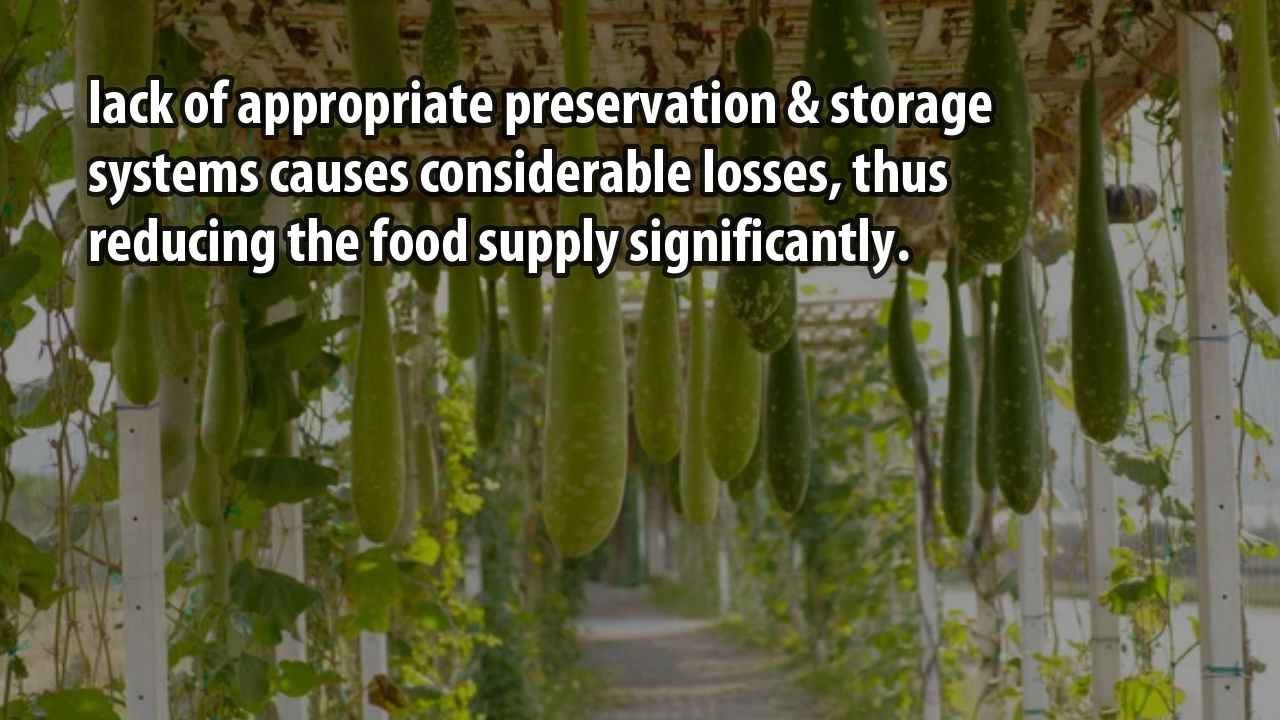 lack of appropriate preservation & storage
systems causes considerable losses, thus
reducing the food supply significantly.